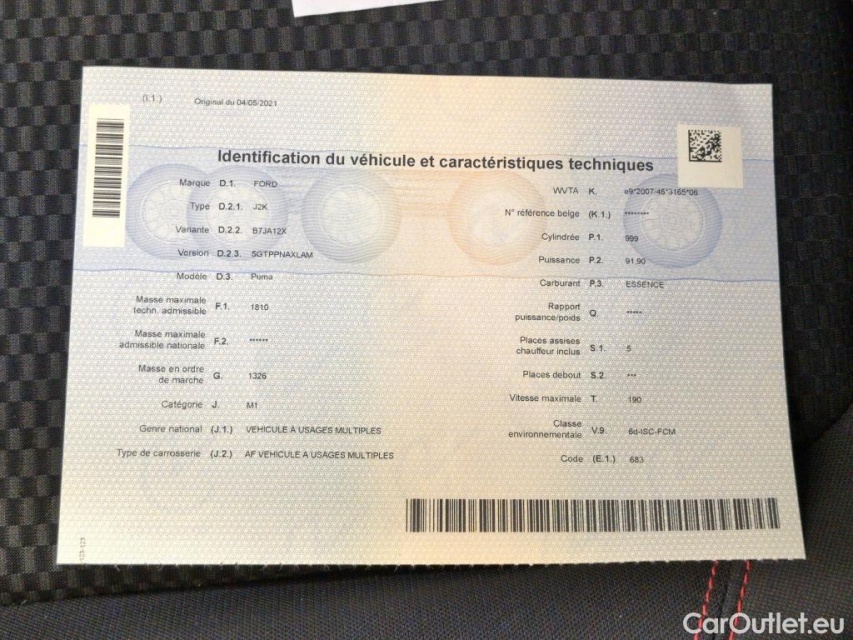 (I.1.) Original du 04/05/2021
Identification du véhicule et caractéristiques techniques
Marque D.1. FORD
Type D.2.1. J2K
Variante D.2.2. B7JA12X
Version D.2.3. 5GTPPNAXLAM
Modèle D.3. Puma
Masse maximale
techn. admissible F.1. 1810
Masse maximale
admissible nationale F.2. ******
Masse en ordre
de marche G. 1326
Catégorie J. M1
Genre national (J.1.) VEHICULE A USAGES MULTIPLES
Type de carrosserie (J.2.) AF VEHICULE A USAGES MULTIPLES
WVTA K. e9*2007/46*3165*06
N° référence belge (K.1.) ********
Cylindrée P.1. 999
Puissance P.2. 91.90
Carburant P.3. ESSENCE
Rapport
puissance/poids Q. *****
Places assises
chauffeur inclus S.1. 5
Places debout S.2. ***
Vitesse maximale T. 190
Classe
environnementale V.9. 6d-ISC-FCM
Code (E.1.) 683
123-123
CarOutlet.eu